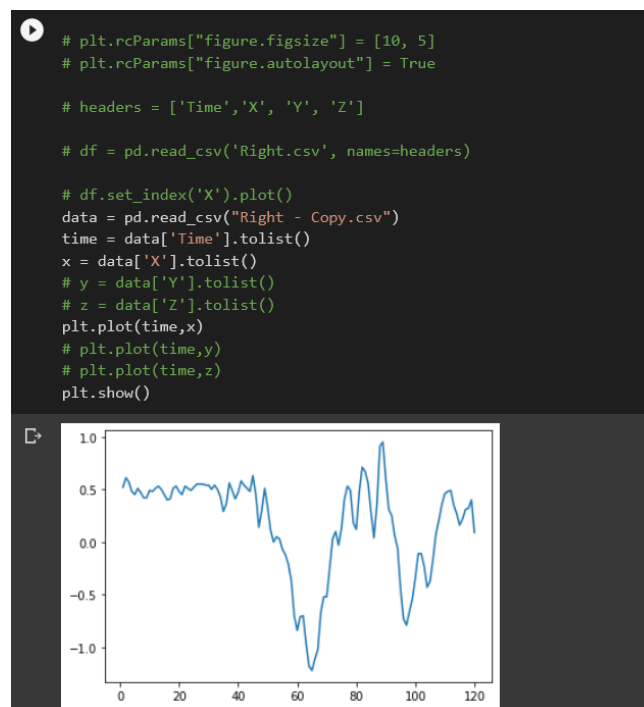 # plt.rcParams["figure.figsize"] = [10, 5]
# plt.rcParams["figure.autolayout"] = True
# headers = ['Time','X', 'Y', 'Z']
# df = pd.read_csv('Right.csv', names=headers)
# df.set_index('X').plot()
data = pd.read_csv("Right - Copy.csv")
time = data['Time'].tolist()
x = data['X'].tolist()
# y = data['Y'].tolist()
# z = data['Z'].tolist()
plt.plot(time,x)
# plt.plot(time,y)
# plt.plot(time,z)
plt.show()
1.0
0.5
0.0
−0.5
−1.0
0 20 40 60 80 100 120